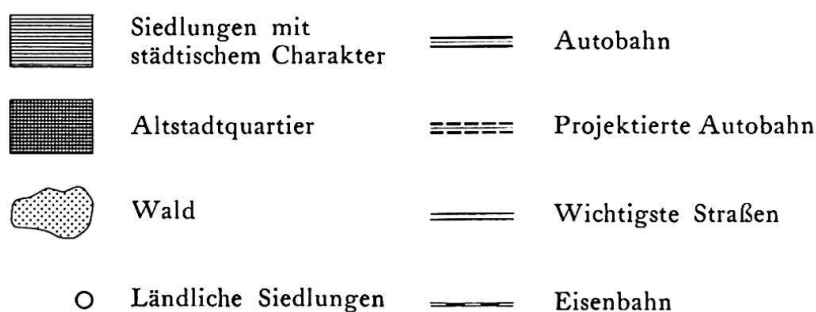 Siedlungen mit
städtischem Charakter
Altstadtquartier
Wald
Ländliche Siedlungen
Autobahn
Projektierte Autobahn
Wichtigste Straßen
Eisenbahn